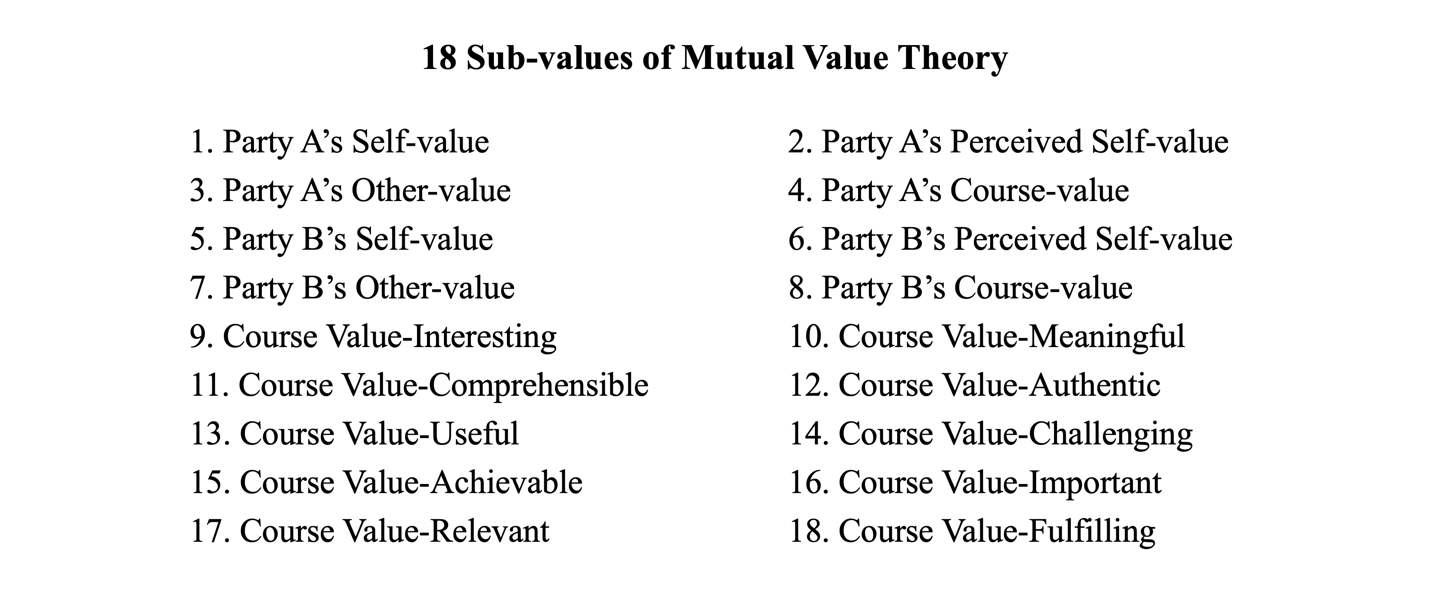 18 Sub-values of Mutual Value Theory
1. Party A’s Self-value
2. Party A’s Perceived Self-value
3. Party A’s Other-value
4. Party A’s Course-value
5. Party B’s Self-value
6. Party B’s Perceived Self-value
7. Party B’s Other-value
8. Party B’s Course-value
9. Course Value-Interesting
10. Course Value-Meaningful
11. Course Value-Comprehensible
12. Course Value-Authentic
13. Course Value-Useful
14. Course Value-Challenging
15. Course Value-Achievable
16. Course Value-Important
17. Course Value-Relevant
18. Course Value-Fulfilling